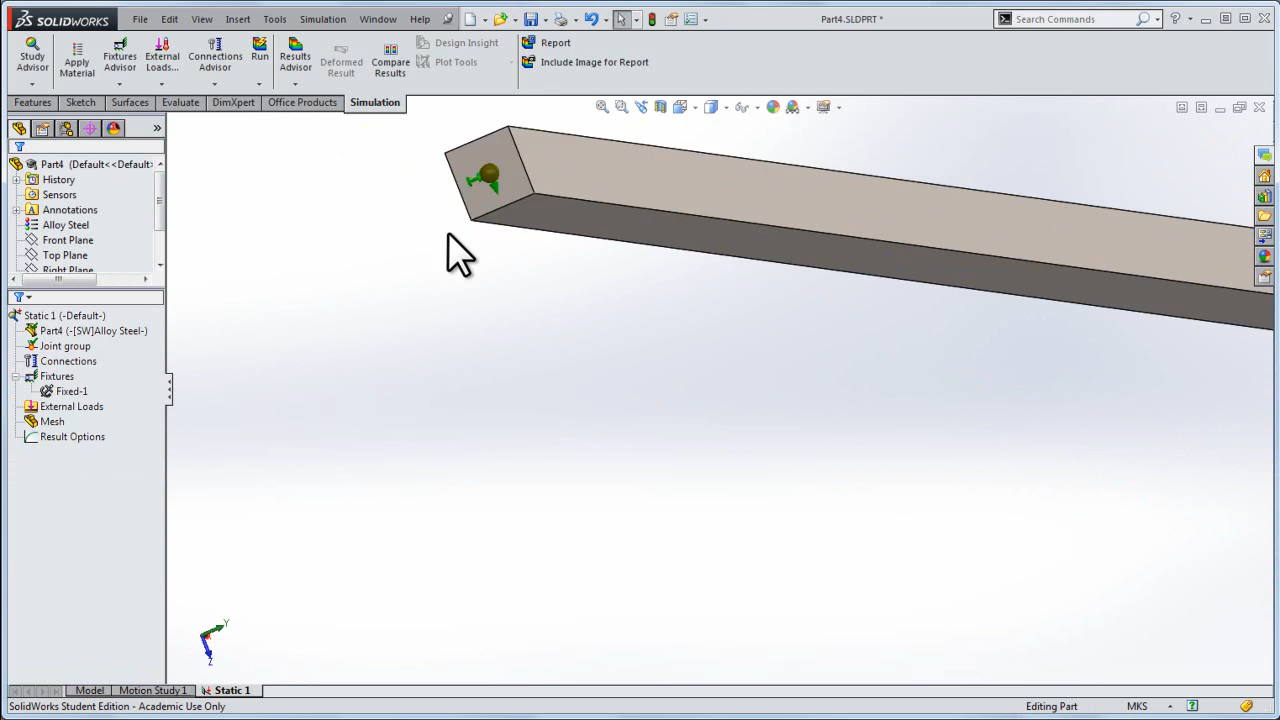 SOLIDWORKS File Edit View Insert Tools Simulation Window Help Part4.SLDPRT * Search Commands
Study Advisor
Apply Material
Fixtures Advisor
External Loads...
Connections Advisor
Run
Results Advisor
Deformed Result
Compare Results
Design Insight
Plot Tools
Report
Include Image for Report
Features Sketch Surfaces Evaluate DimXpert Office Products Simulation
Part4 (Default<<Default>
History
Sensors
Annotations
Alloy Steel
Front Plane
Top Plane
Right Plane
Static 1 (-Default-)
Part4 (-[SW]Alloy Steel-)
Joint group
Connections
Fixtures
Fixed-1
External Loads
Mesh
Result Options
Y
Z
Model Motion Study 1 Static 1
SolidWorks Student Edition - Academic Use Only Editing Part MKS